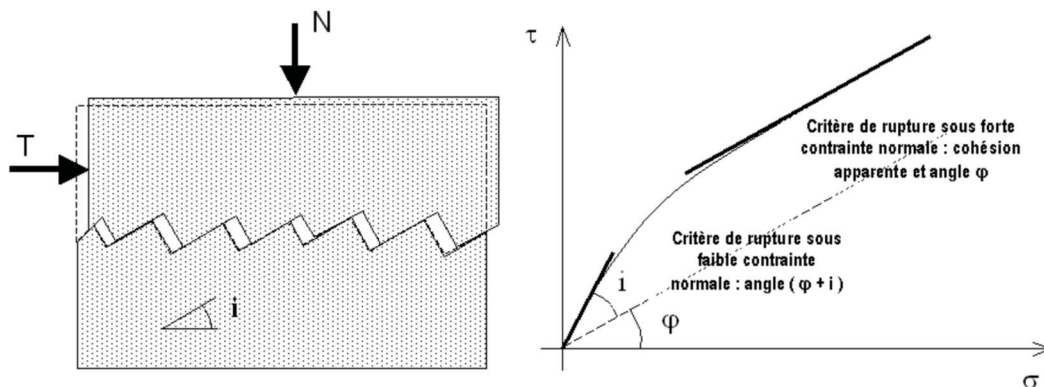 N
T
i
τ
Critère de rupture sous forte
contrainte normale : cohésion
apparente et angle φ
Critère de rupture sous
faible contrainte
normale : angle ( φ + i )
i
φ
σ